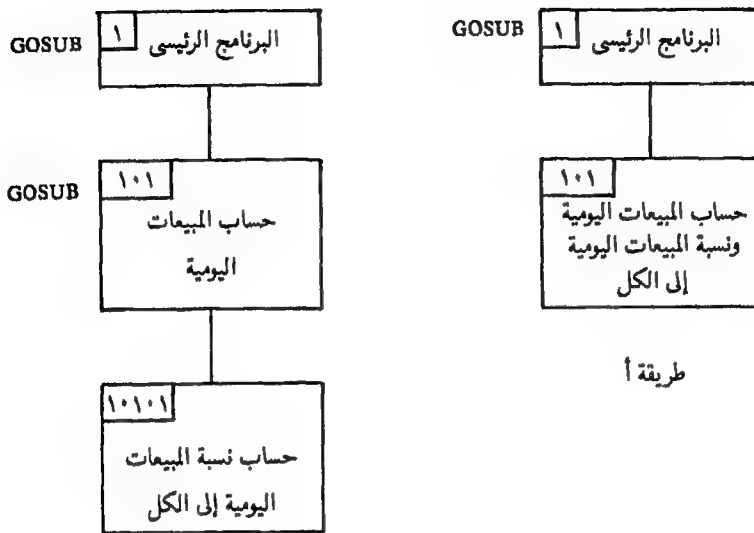 GOSUB
١
البرنامج الرئيسى
GOSUB
١٠١
حساب المبيعات اليومية
ونسبة المبيعات اليومية
إلى الكل
طريقة أ
GOSUB
١
البرنامج الرئيسى
١٠١
حساب المبيعات
اليومية
١٠١٠١
حساب نسبة المبيعات
اليومية إلى الكل